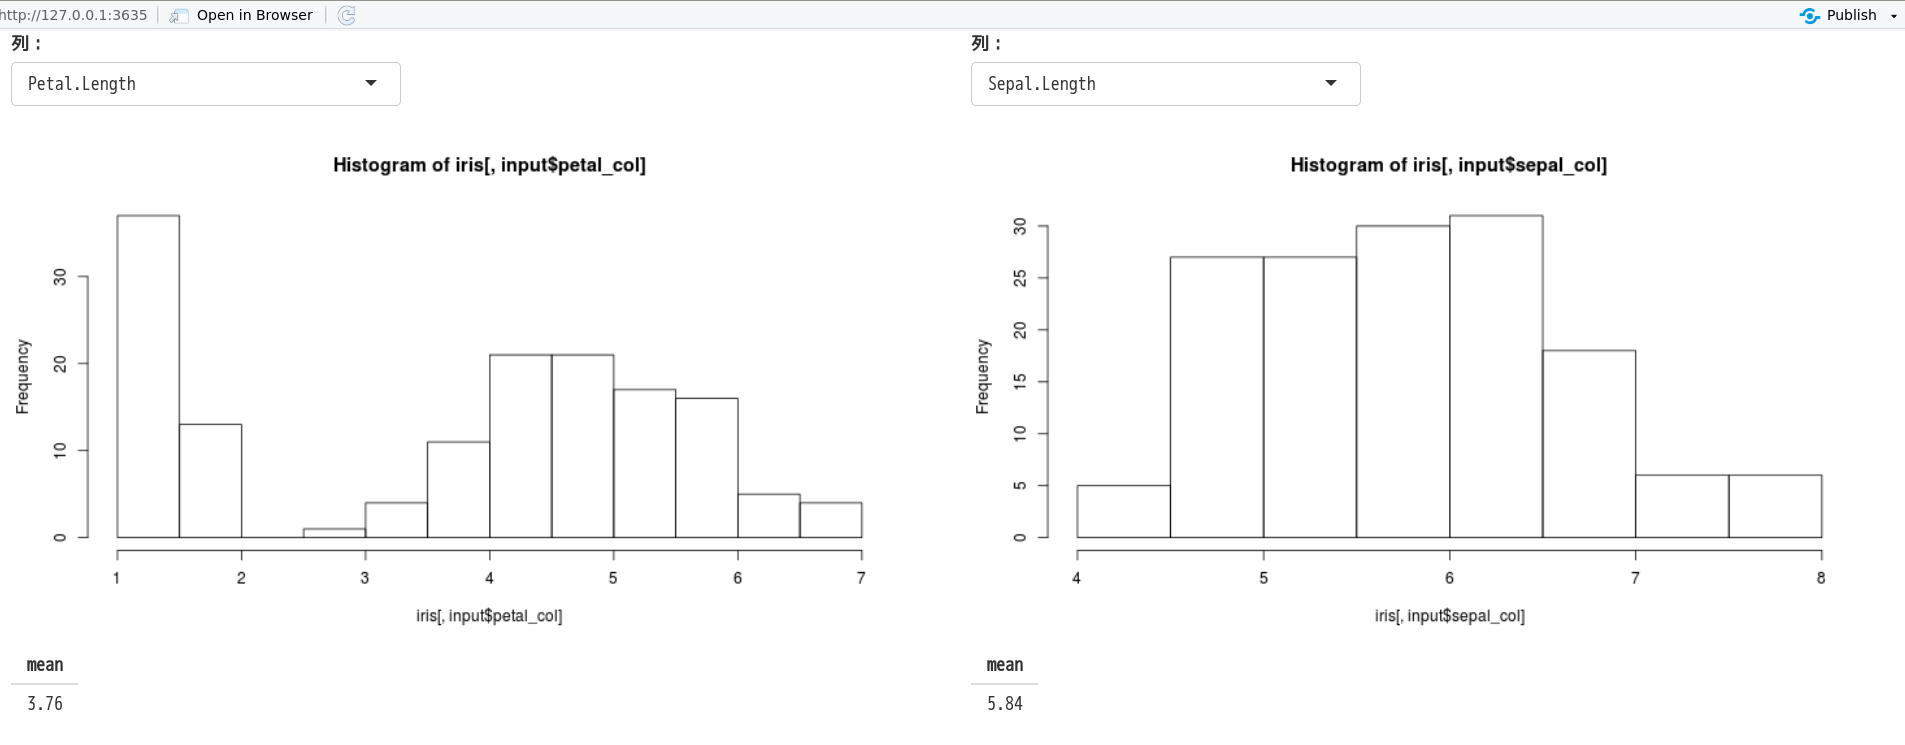 http://127.0.0.1:3635 Open in Browser Publish
列：
Petal.Length
Histogram of iris[, input$petal_col]
Frequency
0 10 20 30
1 2 3 4 5 6 7
iris[, input$petal_col]
mean
3.76
列：
Sepal.Length
Histogram of iris[, input$sepal_col]
Frequency
0 5 10 15 20 25 30
4 5 6 7 8
iris[, input$sepal_col]
mean
5.84